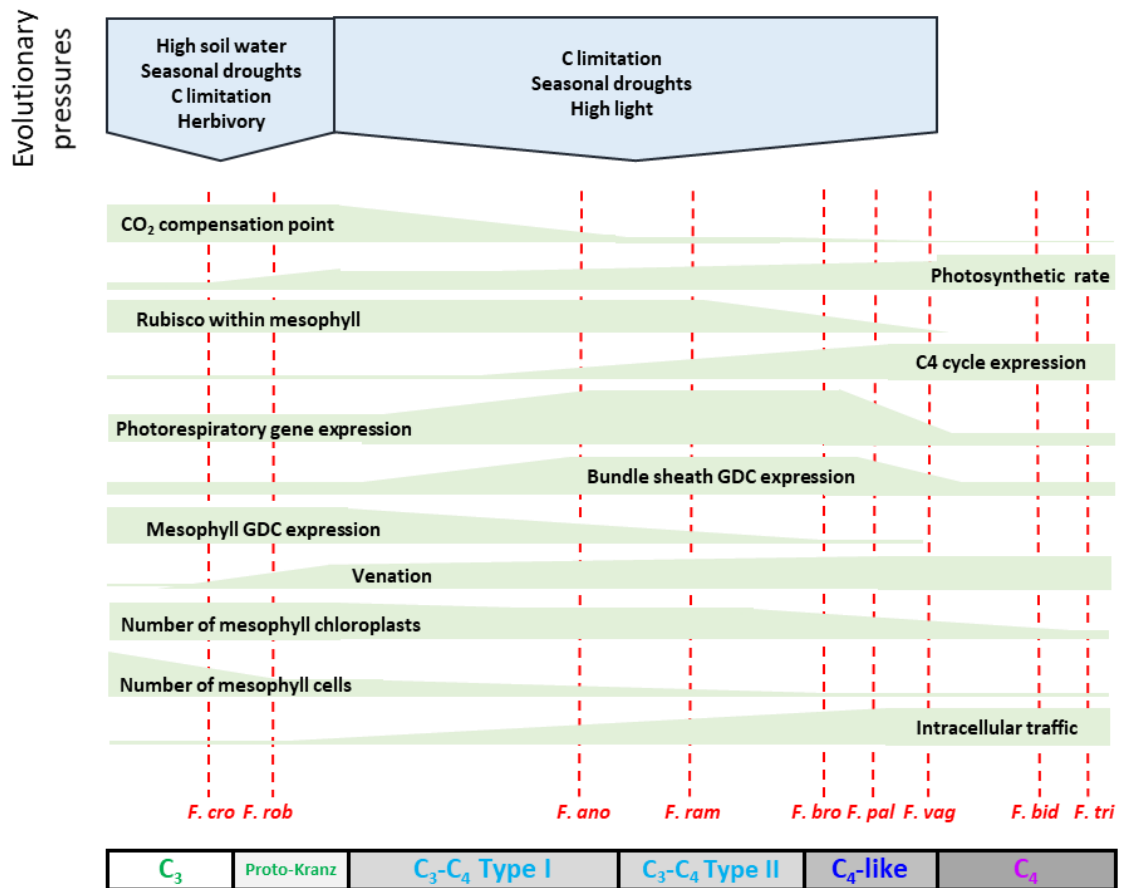 Evolutionary
pressures
High soil water
Seasonal droughts
C limitation
Herbivory
C limitation
Seasonal droughts
High light
CO₂ compensation point
Photosynthetic rate
Rubisco within mesophyll
C4 cycle expression
Photorespiratory gene expression
Bundle sheath GDC expression
Mesophyll GDC expression
Venation
Number of mesophyll chloroplasts
Number of mesophyll cells
Intracellular traffic
F. cro F. rob F. ano F. ram F. bro F. pal F. vag F. bid F. tri
C₃ Proto-Kranz C₃-C₄ Type I C₃-C₄ Type II C₄-like C₄